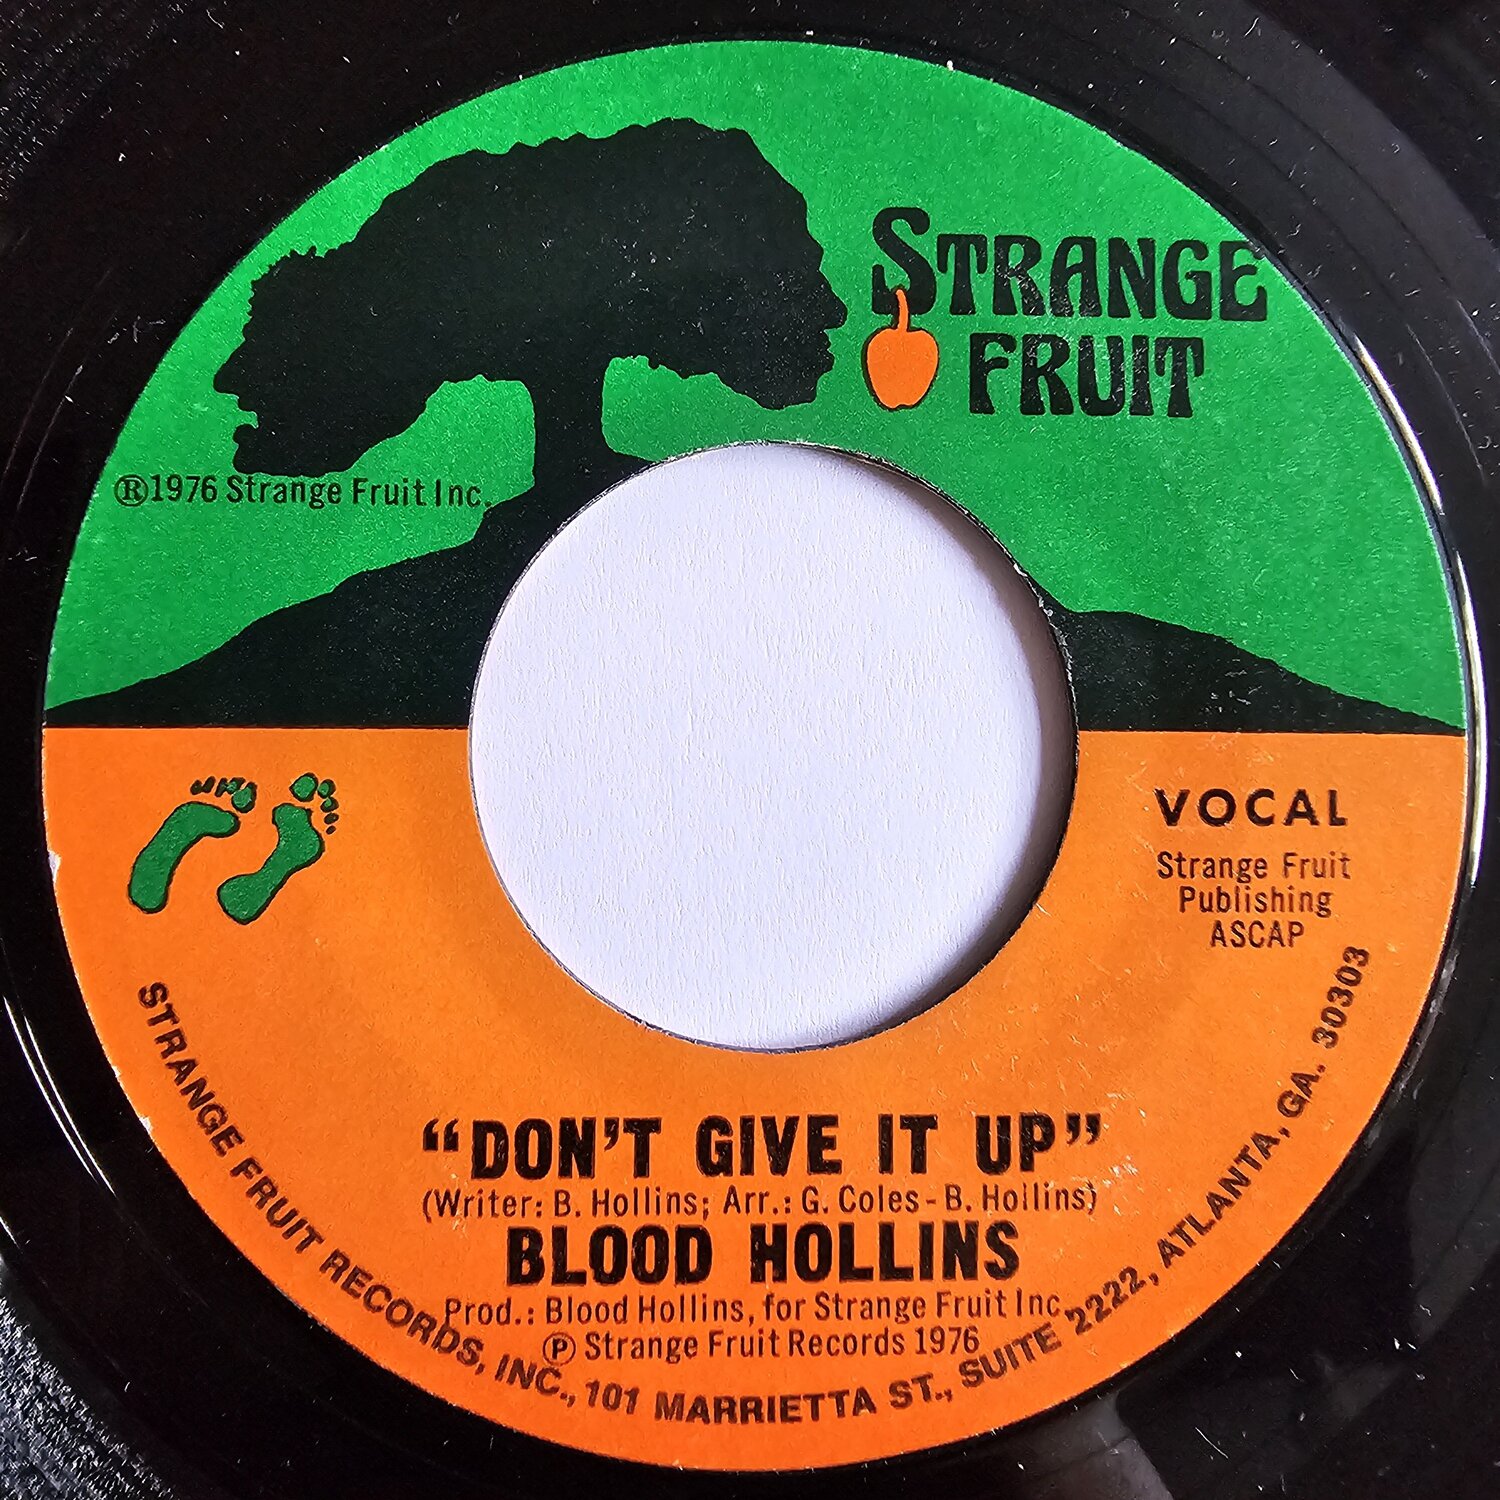 STRANGE
FRUIT
®1976 Strange Fruit Inc.
VOCAL
Strange Fruit
Publishing
ASCAP
"DON'T GIVE IT UP"
(Writer: B. Hollins; Arr.: G. Coles-B. Hollins)
BLOOD HOLLINS
Prod.: Blood Hollins, for Strange Fruit Inc.
℗ Strange Fruit Records 1976
STRANGE FRUIT RECORDS, INC., 101 MARRIETTA ST., SUITE 2222, ATLANTA, GA. 30303